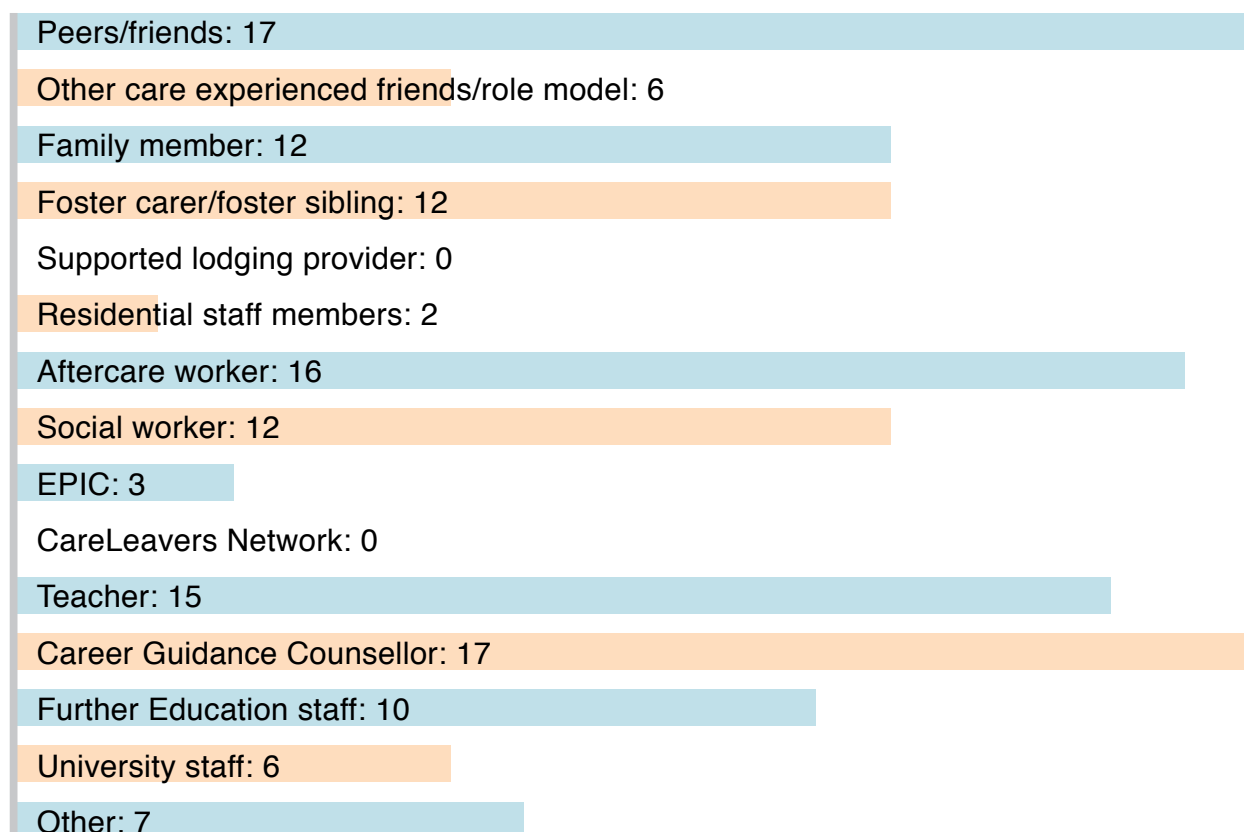 Peers/friends: 17
Other care experienced friends/role model: 6
Family member: 12
Foster carer/foster sibling: 12
Supported lodging provider: 0
Residential staff members: 2
Aftercare worker: 16
Social worker: 12
EPIC: 3
CareLeavers Network: 0
Teacher: 15
Career Guidance Counsellor: 17
Further Education staff: 10
University staff: 6
Other: 7